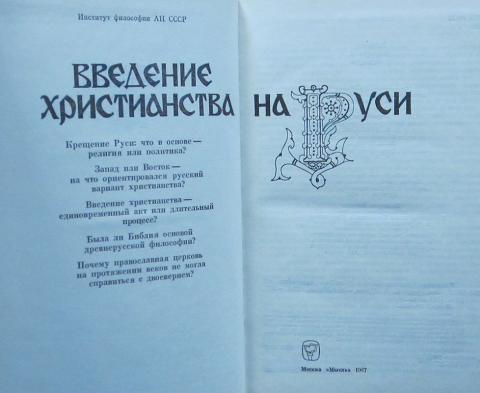 Институт философии АН СССР
ВВЕДЕНИЕ
ХРИСТИАНСТВА НА РУСИ
Крещение Руси: что в основе —
религия или политика?
Запад или Восток —
на что ориентировался русский
вариант христианства?
Введение христианства —
единовременный акт или длительный
процесс?
Была ли Библия основой
древнерусской философии?
Почему православная церковь
на протяжении веков не могла
справиться с двоеверием?
Москва «Мысль» 1987